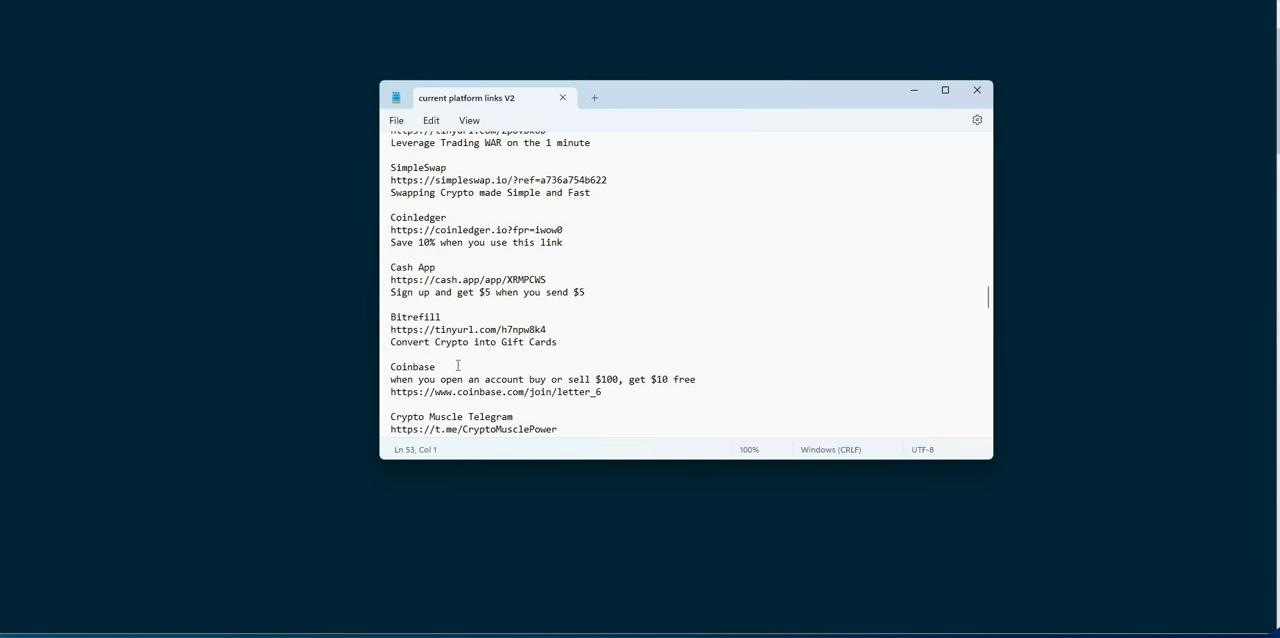 current platform links V2
File Edit View
Leverage Trading WAR on the 1 minute
SimpleSwap
https://simpleswap.io/?ref=a736a754b622
Swapping Crypto made Simple and Fast
Coinledger
https://coinledger.io?fpr=iwow0
Save 10% when you use this link
Cash App
https://cash.app/app/XRMPCWS
Sign up and get $5 when you send $5
Bitrefill
https://tinyurl.com/h7npw8k4
Convert Crypto into Gift Cards
Coinbase
when you open an account buy or sell $100, get $10 free
https://www.coinbase.com/join/letter_6
Crypto Muscle Telegram
https://t.me/CryptoMusclePower
Ln 53, Col 1 100% Windows (CRLF) UTF-8